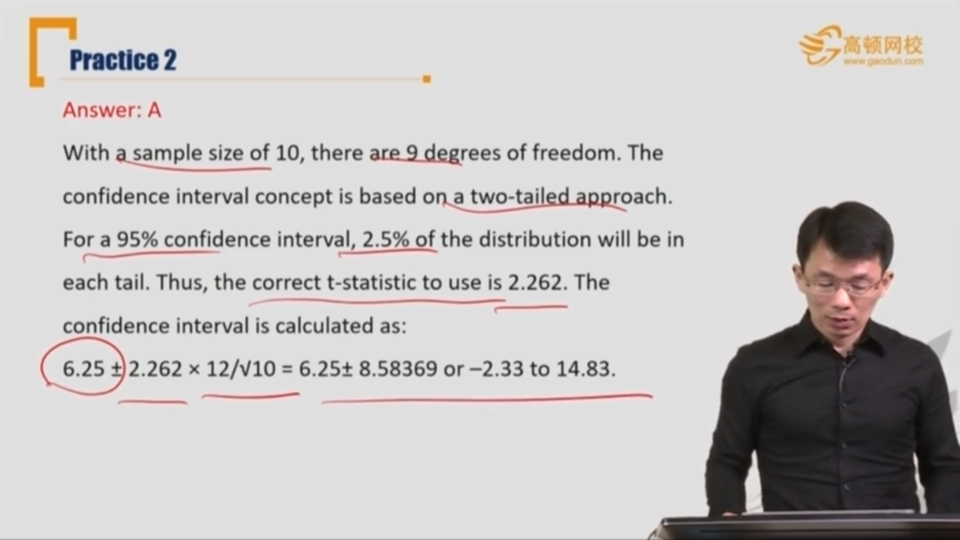 Practice 2
高顿网校
www.gaodun.com
Answer: A
With a sample size of 10, there are 9 degrees of freedom. The
confidence interval concept is based on a two-tailed approach.
For a 95% confidence interval, 2.5% of the distribution will be in
each tail. Thus, the correct t-statistic to use is 2.262. The
confidence interval is calculated as:
6.25 ± 2.262 × 12/√10 = 6.25± 8.58369 or –2.33 to 14.83.